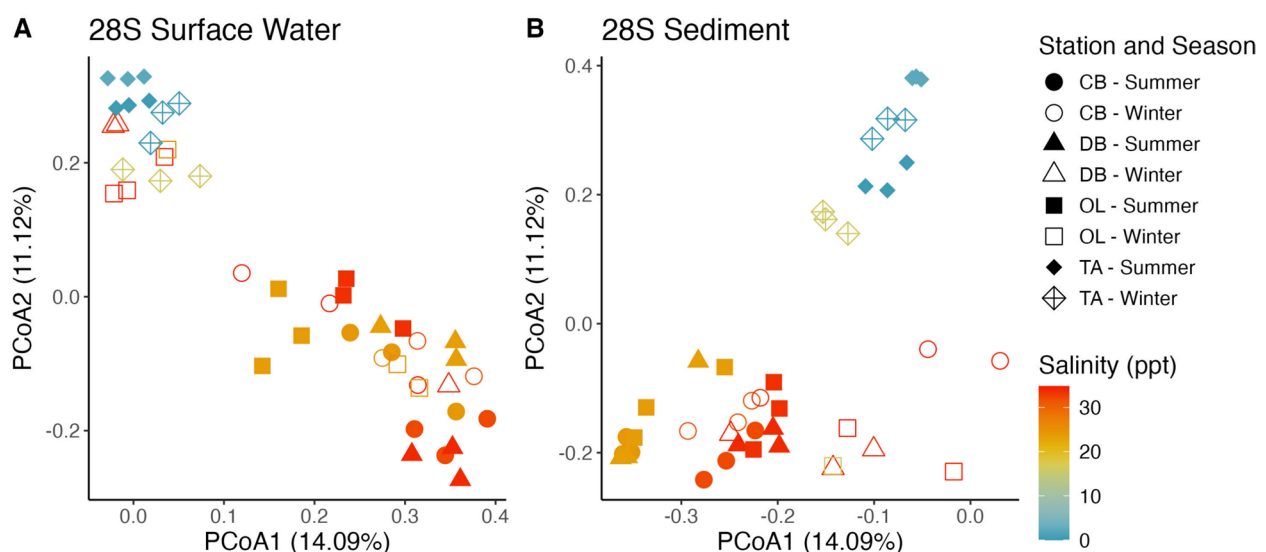 A 28S Surface Water
PCoA2 (11.12%)
0.2
0.0
-0.2
0.0 0.1 0.2 0.3 0.4
PCoA1 (14.09%)
B 28S Sediment
PCoA2 (11.12%)
0.4
0.2
0.0
-0.2
-0.3 -0.2 -0.1 0.0
PCoA1 (14.09%)
Station and Season
CB - Summer
CB - Winter
DB - Summer
DB - Winter
OL - Summer
OL - Winter
TA - Summer
TA - Winter
Salinity (ppt)
30
20
10
0